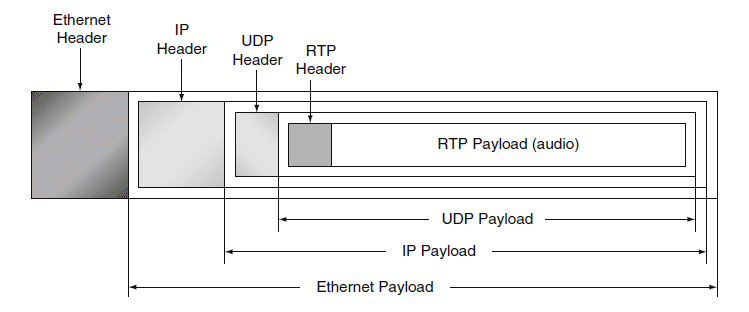 Ethernet
Header
IP
Header
UDP
Header
RTP
Header
RTP Payload (audio)
UDP Payload
IP Payload
Ethernet Payload